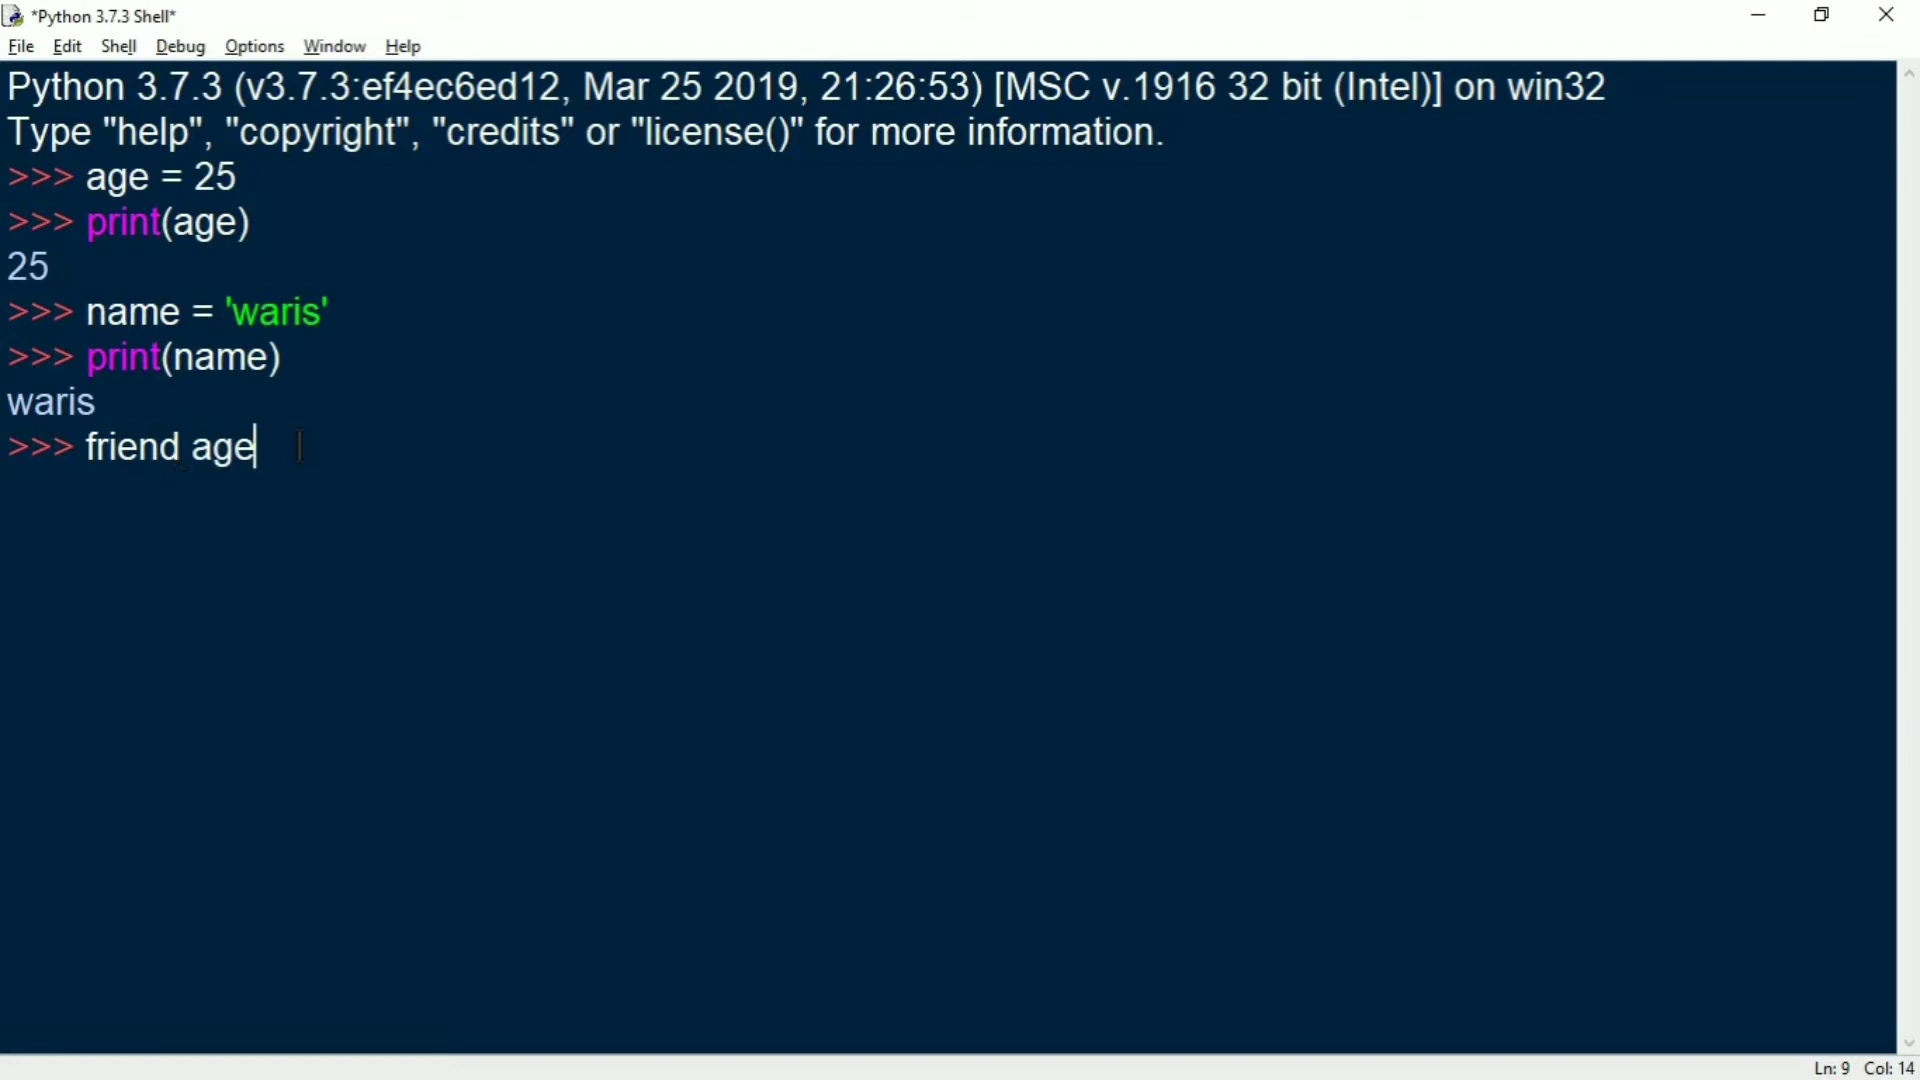 *Python 3.7.3 Shell*
File Edit Shell Debug Options Window Help
Python 3.7.3 (v3.7.3:ef4ec6ed12, Mar 25 2019, 21:26:53) [MSC v.1916 32 bit (Intel)] on win32
Type "help", "copyright", "credits" or "license()" for more information.
>>> age = 25
>>> print(age)
25
>>> name = 'waris'
>>> print(name)
waris
>>> friend age
Ln: 9 Col: 14